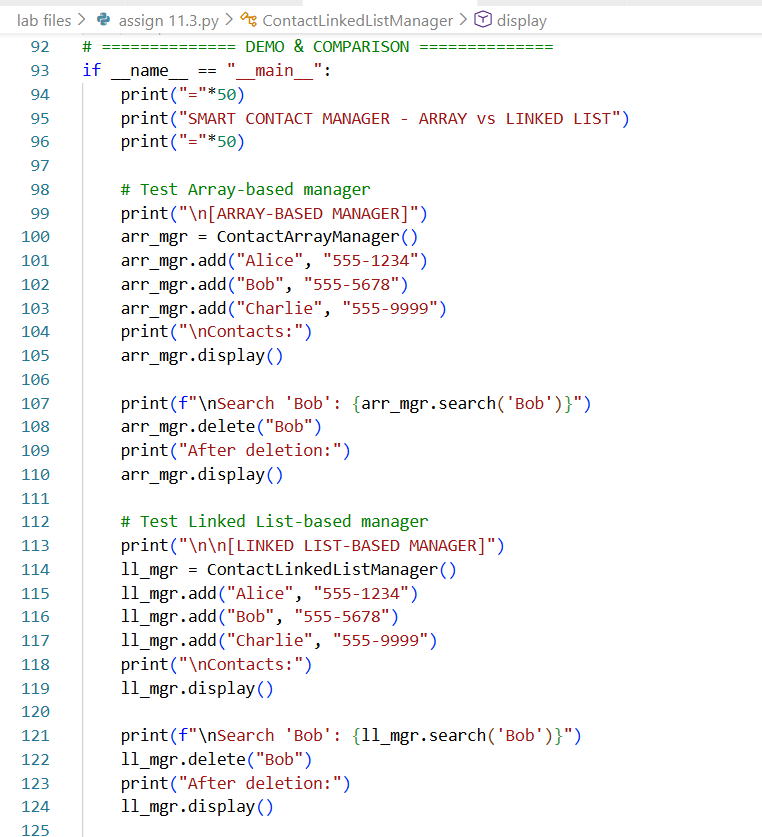 lab files > assign 11.3.py > ContactLinkedListManager > display
92 # ============== DEMO & COMPARISON ==============
93 if __name__ == "__main__":
94     print("="*50)
95     print("SMART CONTACT MANAGER - ARRAY vs LINKED LIST")
96     print("="*50)
97
98     # Test Array-based manager
99     print("\n[ARRAY-BASED MANAGER]")
100     arr_mgr = ContactArrayManager()
101     arr_mgr.add("Alice", "555-1234")
102     arr_mgr.add("Bob", "555-5678")
103     arr_mgr.add("Charlie", "555-9999")
104     print("\nContacts:")
105     arr_mgr.display()
106
107     print(f"\nSearch 'Bob': {arr_mgr.search('Bob')}")
108     arr_mgr.delete("Bob")
109     print("After deletion:")
110     arr_mgr.display()
111
112     # Test Linked List-based manager
113     print("\n\n[LINKED LIST-BASED MANAGER]")
114     ll_mgr = ContactLinkedListManager()
115     ll_mgr.add("Alice", "555-1234")
116     ll_mgr.add("Bob", "555-5678")
117     ll_mgr.add("Charlie", "555-9999")
118     print("\nContacts:")
119     ll_mgr.display()
120
121     print(f"\nSearch 'Bob': {ll_mgr.search('Bob')}")
122     ll_mgr.delete("Bob")
123     print("After deletion:")
124     ll_mgr.display()
125